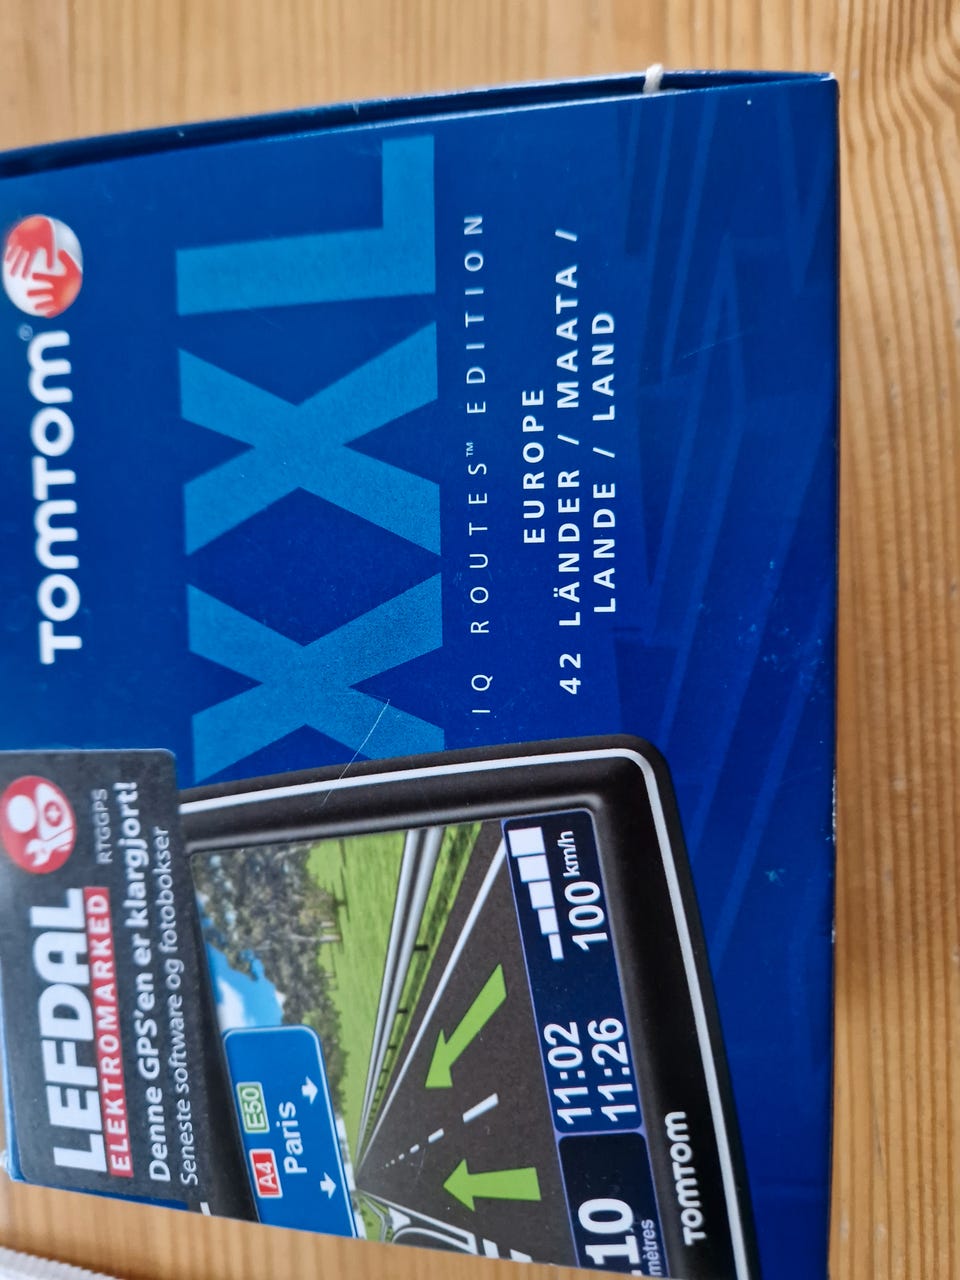 LEFDAL
ELEKTROMARKED
RTGGPS
Denne GPS'en er klargjort!
Seneste software og fotobokser
TOMTOM®
XXL
IQ ROUTES™ EDITION
EUROPE
42 LÄNDER / MAATA /
LANDE / LAND
A4 E50
Paris
10
mètres
11:02
11:26
100 km/h
TOMTOM